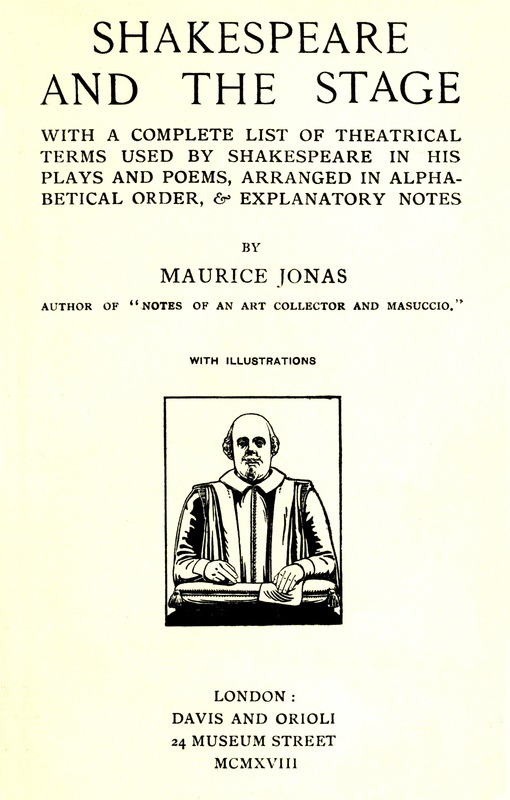 SHAKESPEARE
AND THE STAGE
WITH A COMPLETE LIST OF THEATRICAL
TERMS USED BY SHAKESPEARE IN HIS
PLAYS AND POEMS, ARRANGED IN ALPHA-
BETICAL ORDER, & EXPLANATORY NOTES
BY
MAURICE JONAS
AUTHOR OF "NOTES OF AN ART COLLECTOR AND MASUCCIO."
WITH ILLUSTRATIONS
LONDON :
DAVIS AND ORIOLI
24 MUSEUM STREET
MCMXVIII